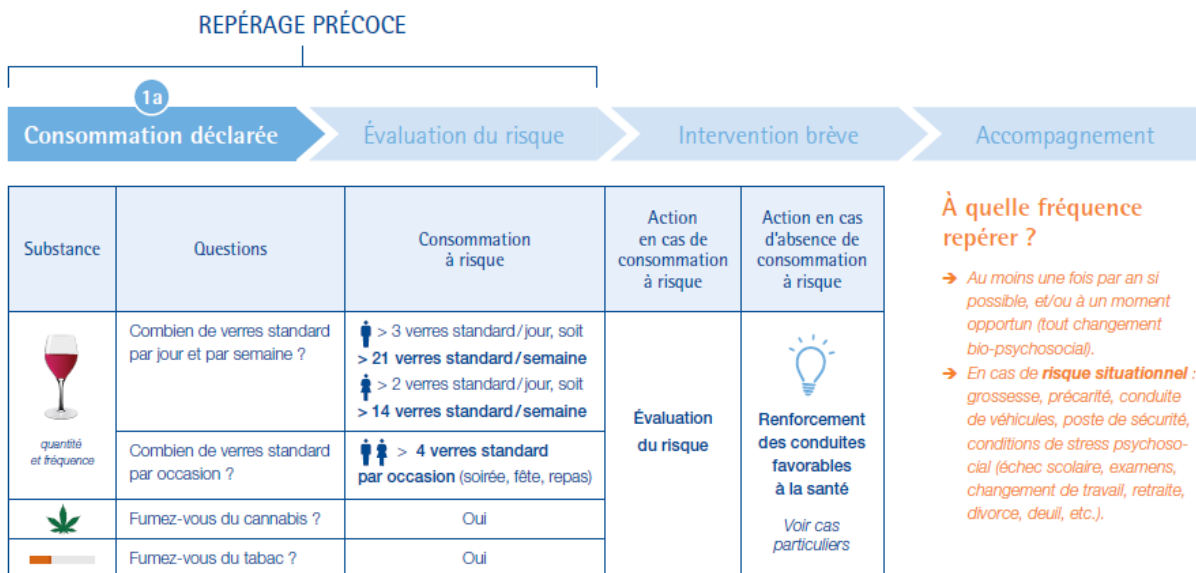 REPÉRAGE PRÉCOCE
1a
Consommation déclarée
Évaluation du risque
Intervention brève
Accompagnement
Substance
Questions
Consommation
à risque
Action
en cas de
consommation
à risque
Action en cas
d'absence de
consommation
à risque
quantité
et fréquence
Combien de verres standard
par jour et par semaine ?
> 3 verres standard/jour, soit
> 21 verres standard/semaine
> 2 verres standard/jour, soit
> 14 verres standard/semaine
Combien de verres standard
par occasion ?
> 4 verres standard
par occasion (soirée, fête, repas)
Fumez-vous du cannabis ?
Oui
Fumez-vous du tabac ?
Oui
Évaluation
du risque
Renforcement
des conduites
favorables
à la santé
Voir cas
particuliers
À quelle fréquence
repérer ?
➔ Au moins une fois par an si
possible, et/ou à un moment
opportun (tout changement
bio-psychosocial).
➔ En cas de risque situationnel :
grossesse, précarité, conduite
de véhicules, poste de sécurité,
conditions de stress psychoso-
cial (échec scolaire, examens,
changement de travail, retraite,
divorce, deuil, etc.).